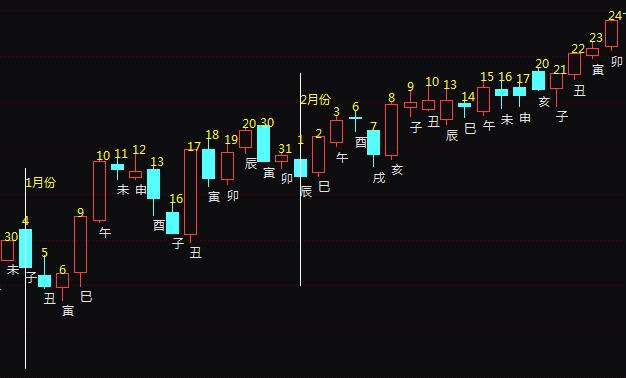 30
未
1月份
4
子
5
丑
6
寅
9
巳
10
午
11
未
12
申
13
酉
16
子
17
丑
18
寅
19
卯
20
辰
30
寅
31
卯
2月份
1
辰
2
巳
3
午
6
酉
7
戌
8
亥
9
子
10
丑
13
辰
14
巳
15
午
16
未
17
申
20
亥
21
子
22
丑
23
寅
24
卯